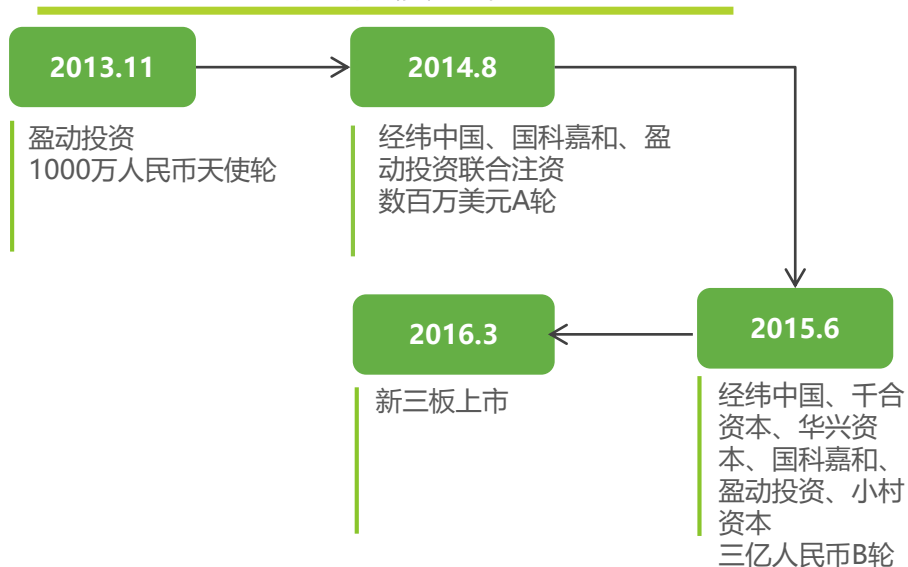 2013.11
2014.8
盈动投资
1000万人民币天使轮
经纬中国、国科嘉和、盈
动投资联合注资
数百万美元A轮
2016.3
2015.6
新三板上市
经纬中国、千合
资本、华兴资
本、国科嘉和、
盈动投资、小村
资本
三亿人民币B轮